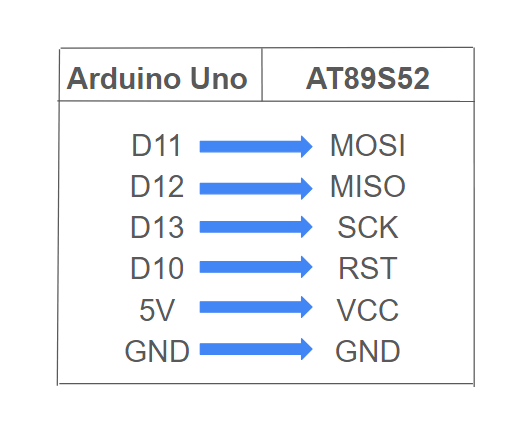 Arduino Uno AT89S52
D11 MOSI
D12 MISO
D13 SCK
D10 RST
5V VCC
GND GND